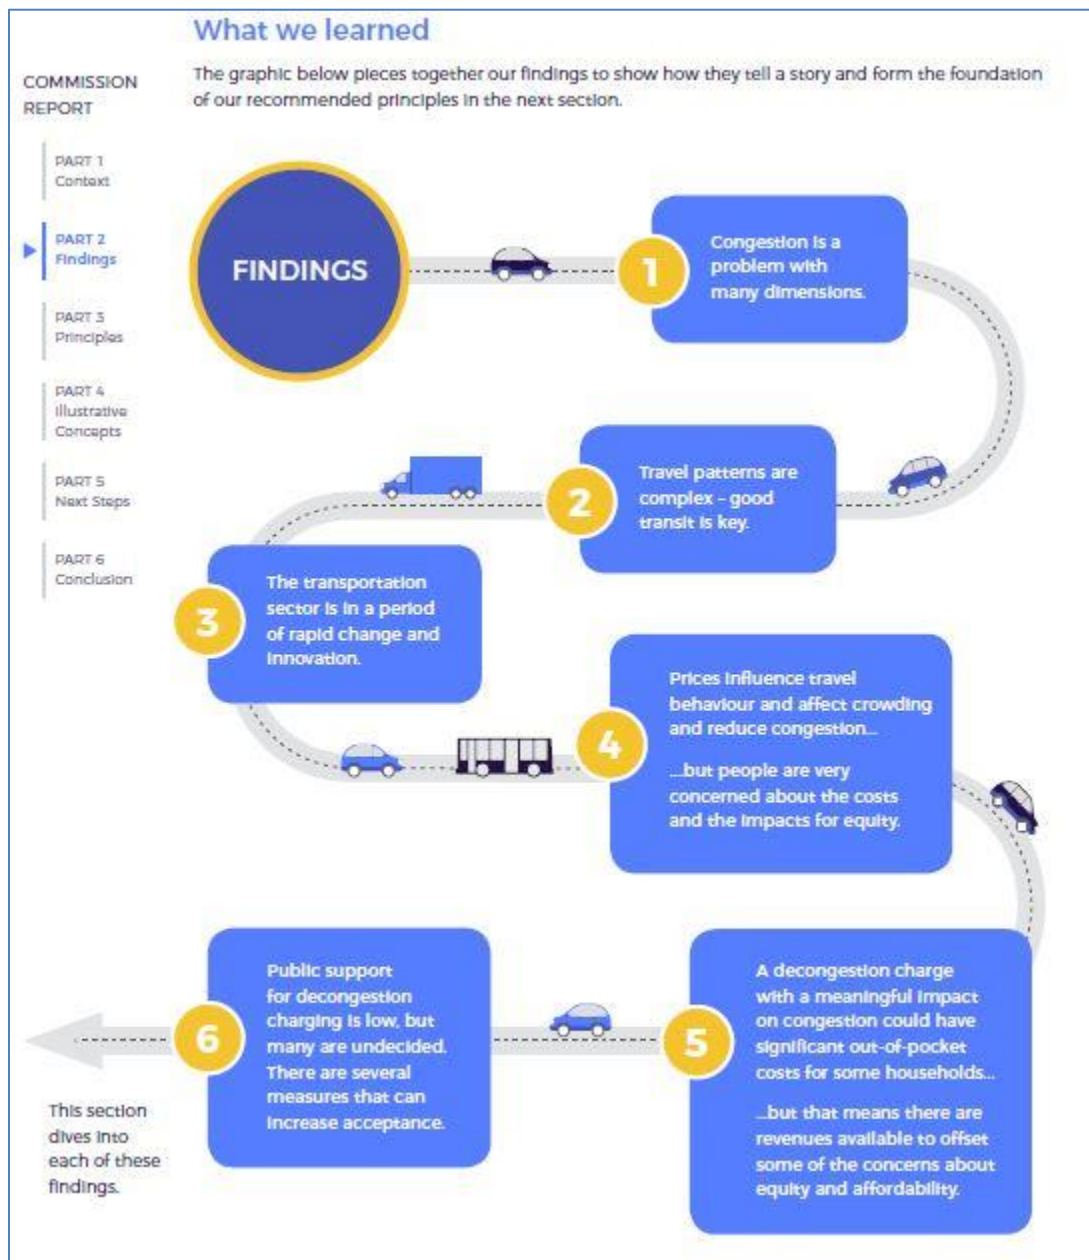 What we learned
The graphic below pieces together our findings to show how they tell a story and form the foundation
of our recommended principles in the next section.
COMMISSION
REPORT
PART 1
Context
PART 2
Findings
PART 3
Principles
PART 4
Illustrative
Concepts
PART 5
Next Steps
PART 6
Conclusion
FINDINGS
1
Congestion is a
problem with
many dimensions.
2
Travel patterns are
complex – good
transit is key.
3
The transportation
sector is in a period
of rapid change and
innovation.
4
Prices influence travel
behaviour and affect crowding
and reduce congestion...
...but people are very
concerned about the costs
and the impacts for equity.
5
A decongestion charge
with a meaningful impact
on congestion could have
significant out-of-pocket
costs for some households...
...but that means there are
revenues available to offset
some of the concerns about
equity and affordability.
6
Public support
for decongestion
charging is low, but
many are undecided.
There are several
measures that can
increase acceptance.
This section
dives into
each of these
findings.